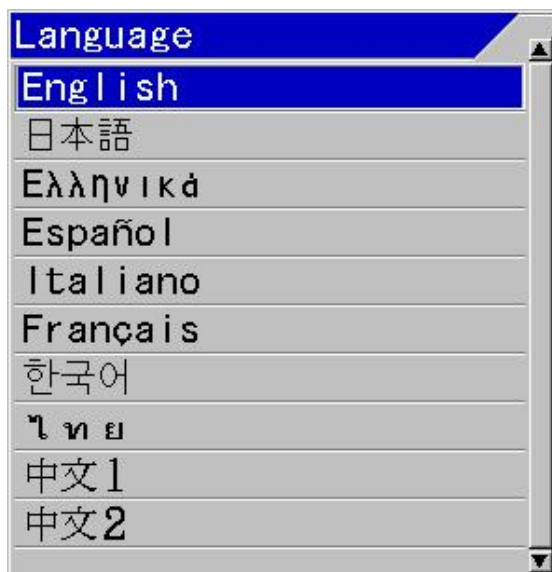 Language
English
日本語
Ελληνικά
Español
Italiano
Français
한국어
ไทย
中文1
中文2